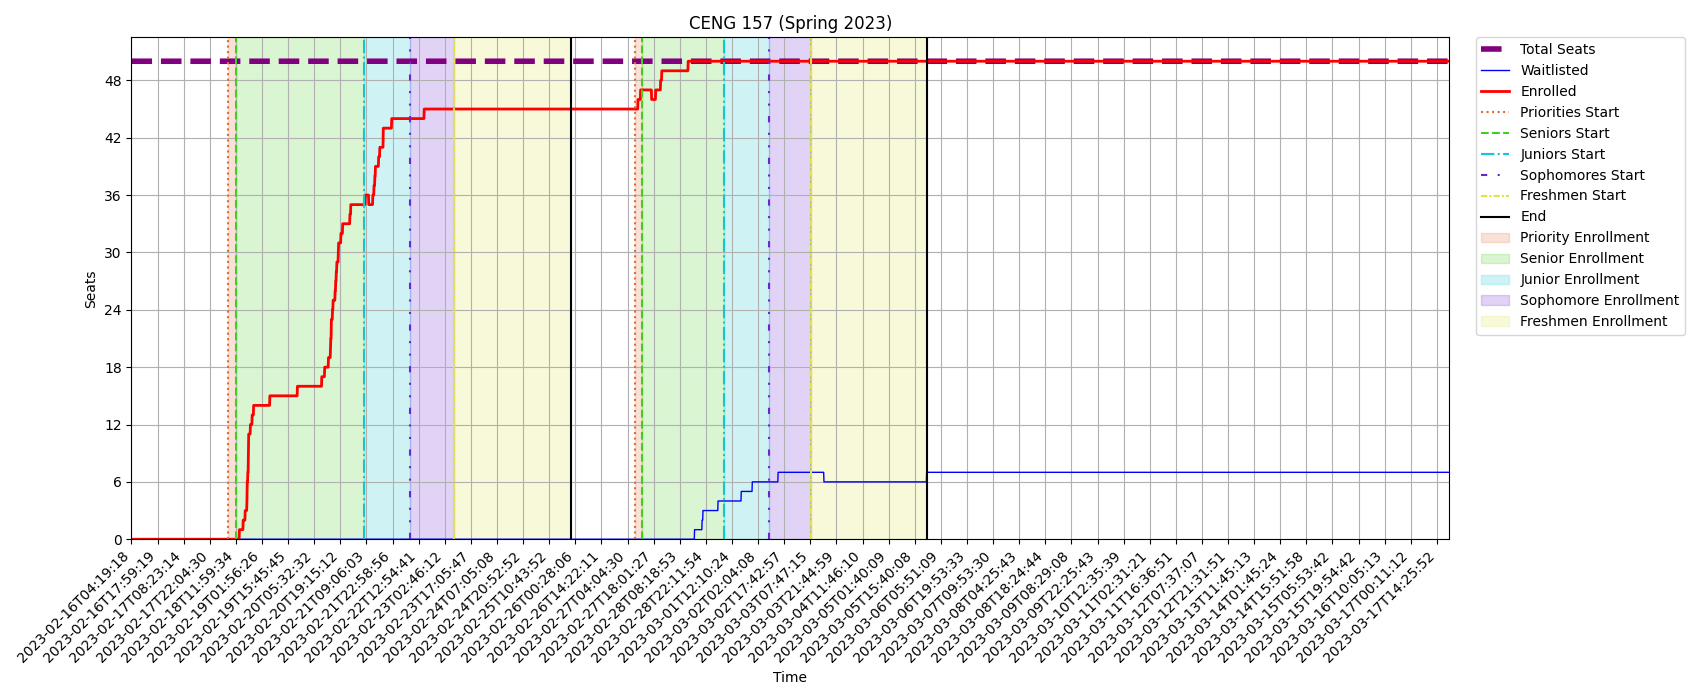 CENG 157 (Spring 2023)
Total Seats
Waitlisted
Enrolled
Priorities Start
Seniors Start
Juniors Start
Sophomores Start
Freshmen Start
End
Priority Enrollment
Senior Enrollment
Junior Enrollment
Sophomore Enrollment
Freshmen Enrollment
Seats
48
42
36
30
24
18
12
6
0
2023-02-16T04:19:18
2023-02-16T17:59:19
2023-02-17T08:23:14
2023-02-17T22:04:30
2023-02-18T11:59:34
2023-02-19T01:56:26
2023-02-19T15:45:45
2023-02-20T05:32:32
2023-02-20T19:15:12
2023-02-21T09:06:03
2023-02-21T22:58:56
2023-02-22T12:54:41
2023-02-23T02:46:12
2023-02-23T17:05:47
2023-02-24T07:05:08
2023-02-24T20:52:52
2023-02-25T10:43:52
2023-02-26T00:28:06
2023-02-26T14:22:11
2023-02-27T04:04:30
2023-02-27T18:01:27
2023-02-28T08:18:53
2023-02-28T22:11:54
2023-03-01T12:10:24
2023-03-02T02:04:08
2023-03-02T17:42:57
2023-03-03T07:47:15
2023-03-03T21:44:59
2023-03-04T11:46:10
2023-03-05T01:40:09
2023-03-05T15:40:08
2023-03-06T05:51:09
2023-03-06T19:53:33
2023-03-07T09:53:30
2023-03-08T04:25:43
2023-03-08T18:24:44
2023-03-09T08:29:08
2023-03-09T22:25:43
2023-03-10T12:35:39
2023-03-11T02:31:21
2023-03-11T16:36:51
2023-03-12T07:37:07
2023-03-12T21:31:51
2023-03-13T11:45:13
2023-03-14T01:45:24
2023-03-14T15:51:58
2023-03-15T05:53:42
2023-03-15T19:54:42
2023-03-16T10:05:13
2023-03-17T00:11:12
2023-03-17T14:25:52
Time